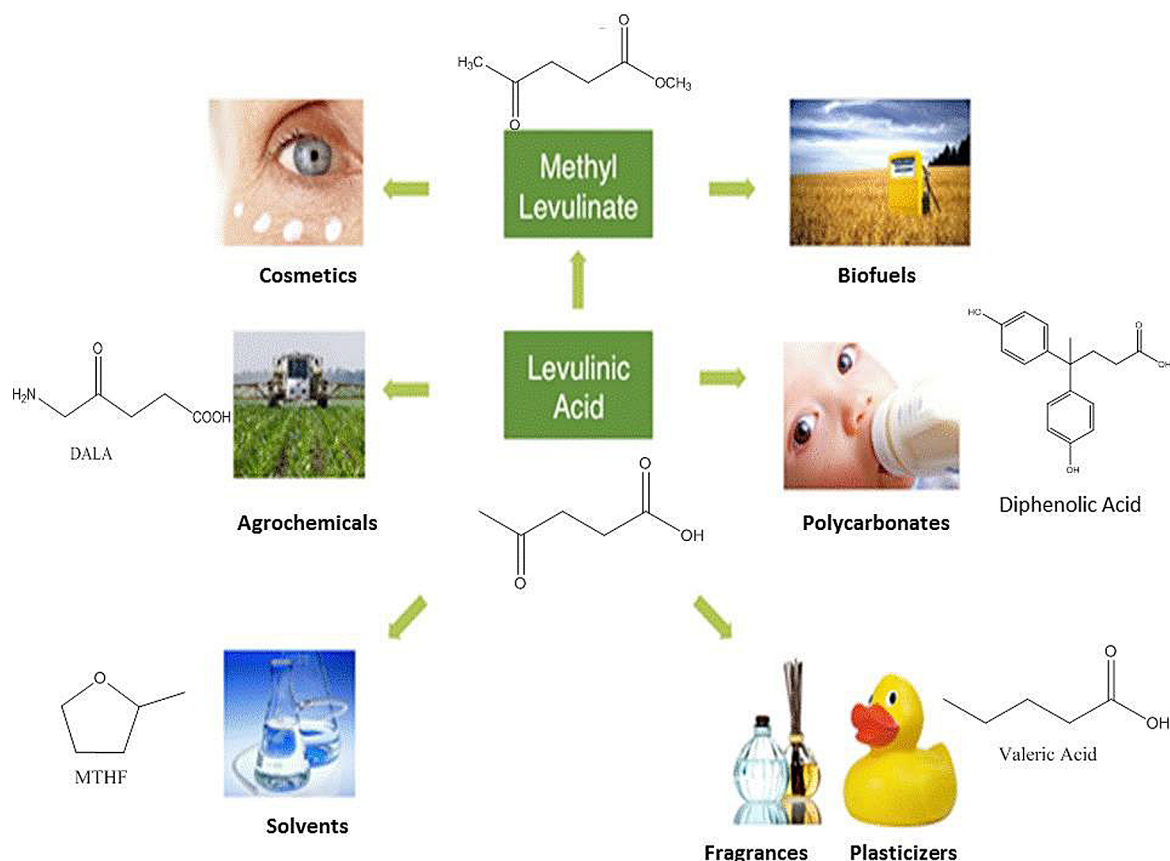 O
O
H₃C
OCH₃
O
Methyl
Levulinate
Cosmetics
Biofuels
Levulinic
Acid
O
H₂N
COOH
DALA
Agrochemicals
HO
O
OH
OH
Polycarbonates
Diphenolic Acid
O
OH
O
O
MTHF
Solvents
O
OH
Valeric Acid
Fragrances
Plasticizers